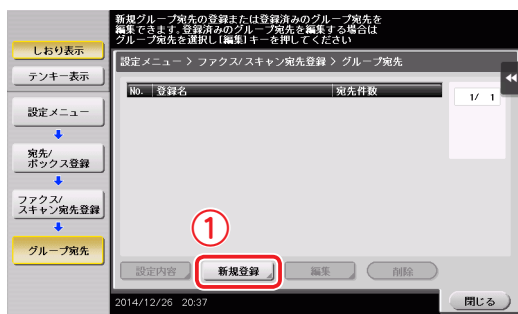 新規グループ宛先の登録または登録済みのグループ宛先を
編集できます。登録済みのグループ宛先を編集する場合は
グループ宛先を選択し[編集]キーを押してください
しおり表示
テンキー表示
設定メニュー
宛先/
ボックス登録
ファクス/
スキャン宛先登録
グループ宛先
設定メニュー > ファクス/スキャン宛先登録 > グループ宛先
No. 登録名 宛先件数
1/ 1
①
設定内容 新規登録 編集 削除
2014/12/26 20:37
閉じる